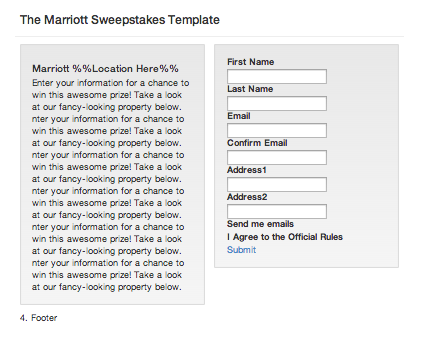 The Marriott Sweepstakes Template
Marriott %%Location Here%%
Enter your information for a chance to
win this awesome prize! Take a look
at our fancy-looking property below.
nter your information for a chance to
win this awesome prize! Take a look
at our fancy-looking property below.
nter your information for a chance to
win this awesome prize! Take a look
at our fancy-looking property below.
nter your information for a chance to
win this awesome prize! Take a look
at our fancy-looking property below.
nter your information for a chance to
win this awesome prize! Take a look
at our fancy-looking property below.
nter your information for a chance to
win this awesome prize! Take a look
at our fancy-looking property below.
First Name
Last Name
Email
Confirm Email
Address1
Address2
Send me emails
I Agree to the Official Rules
Submit
4. Footer